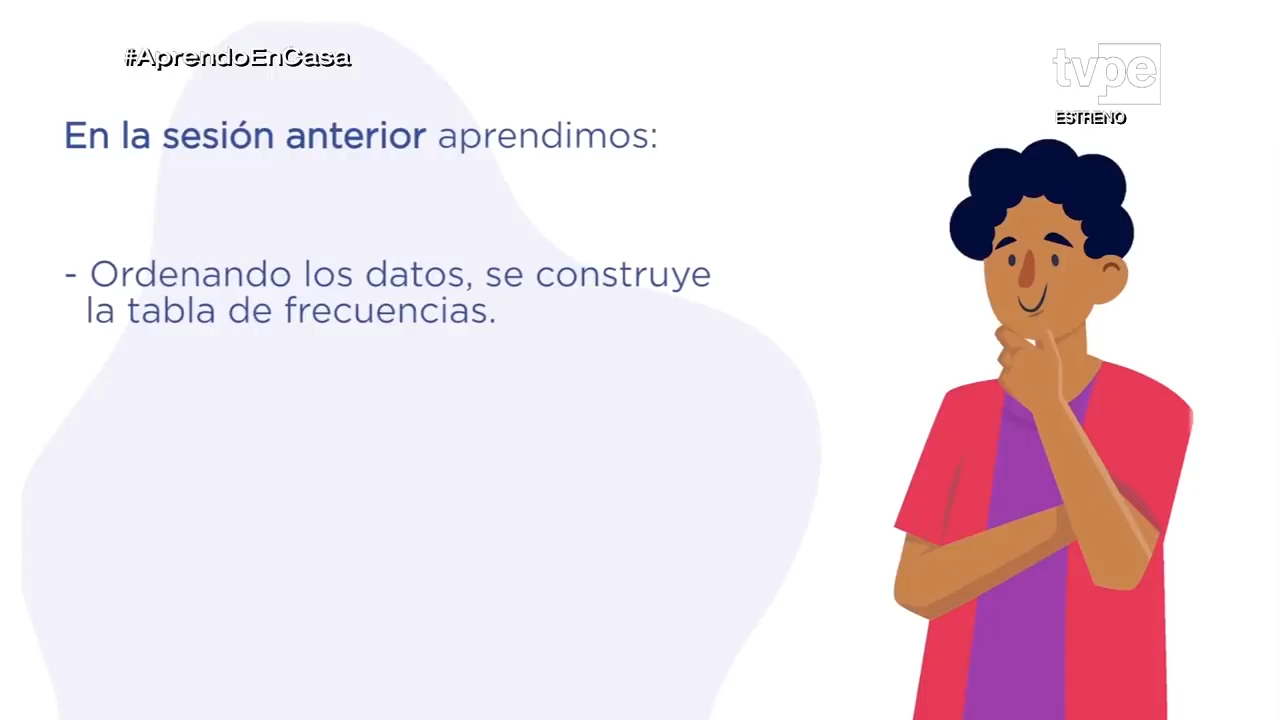 #AprendoEnCasa
tvpe
ESTRENO
En la sesión anterior aprendimos:
- Ordenando los datos, se construye
la tabla de frecuencias.